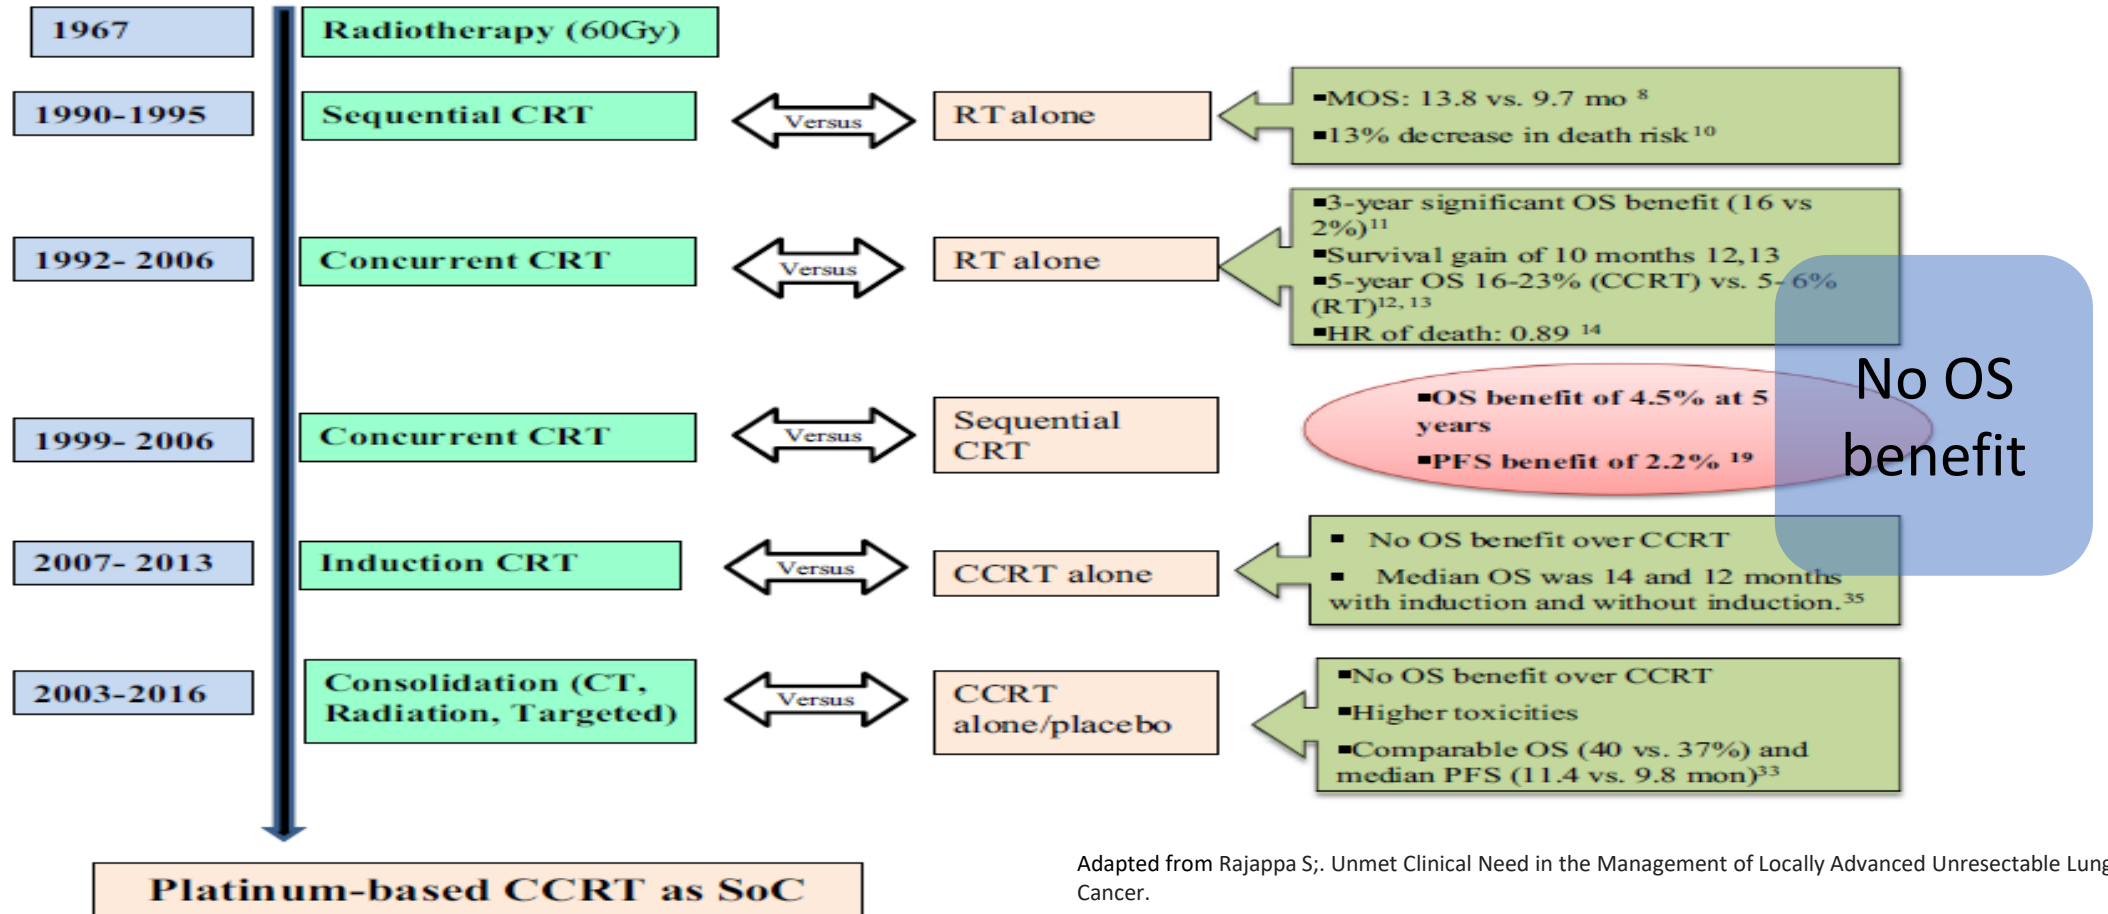 1967
Radiotherapy (60Gy)
1990-1995
Sequential CRT
Versus
RT alone
▪MOS: 13.8 vs. 9.7 mo ⁸
▪13% decrease in death risk¹⁰
1992- 2006
Concurrent CRT
Versus
RT alone
▪3-year significant OS benefit (16 vs
2%)¹¹
▪Survival gain of 10 months 12,13
▪5-year OS 16-23% (CCRT) vs. 5- 6%
(RT)¹²,¹³
▪HR of death: 0.89 ¹⁴
1999- 2006
Concurrent CRT
Versus
Sequential
CRT
▪OS benefit of 4.5% at 5
years
▪PFS benefit of 2.2% ¹⁹
No OS
benefit
2007- 2013
Induction CRT
Versus
CCRT alone
▪ No OS benefit over CCRT
▪ Median OS was 14 and 12 months
with induction and without induction.³⁵
2003-2016
Consolidation (CT,
Radiation, Targeted)
Versus
CCRT
alone/placebo
▪No OS benefit over CCRT
▪Higher toxicities
▪Comparable OS (40 vs. 37%) and
median PFS (11.4 vs. 9.8 mon)³³
Platinum-based CCRT as SoC
Adapted from Rajappa S;. Unmet Clinical Need in the Management of Locally Advanced Unresectable Lung
Cancer.